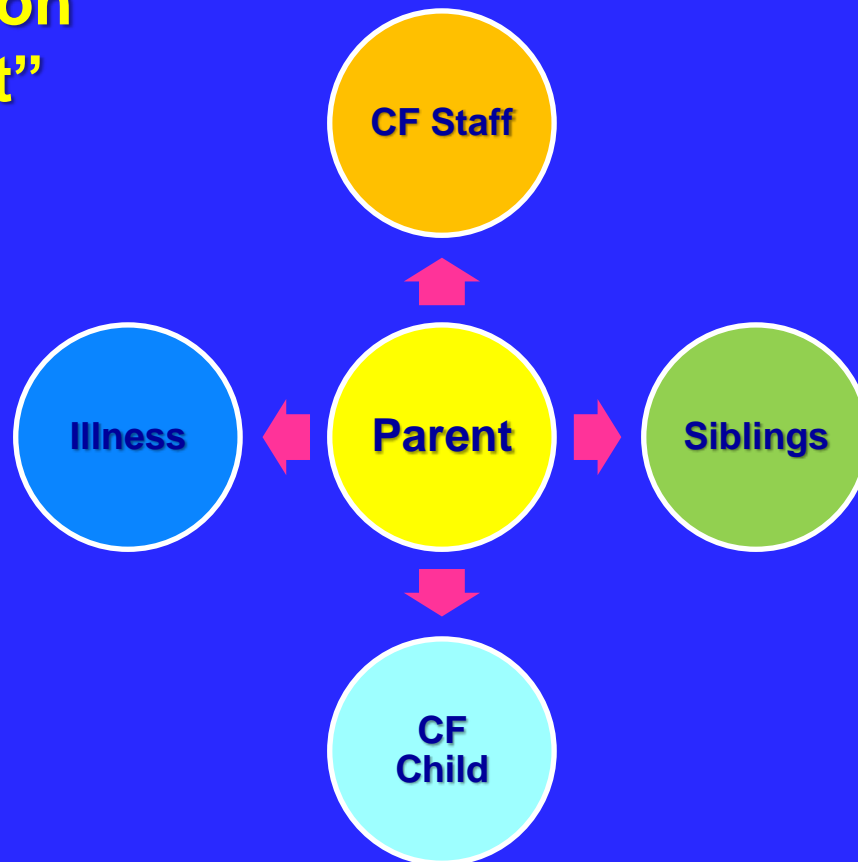 on
t”
CF Staff
Illness
Parent
Siblings
CF
Child